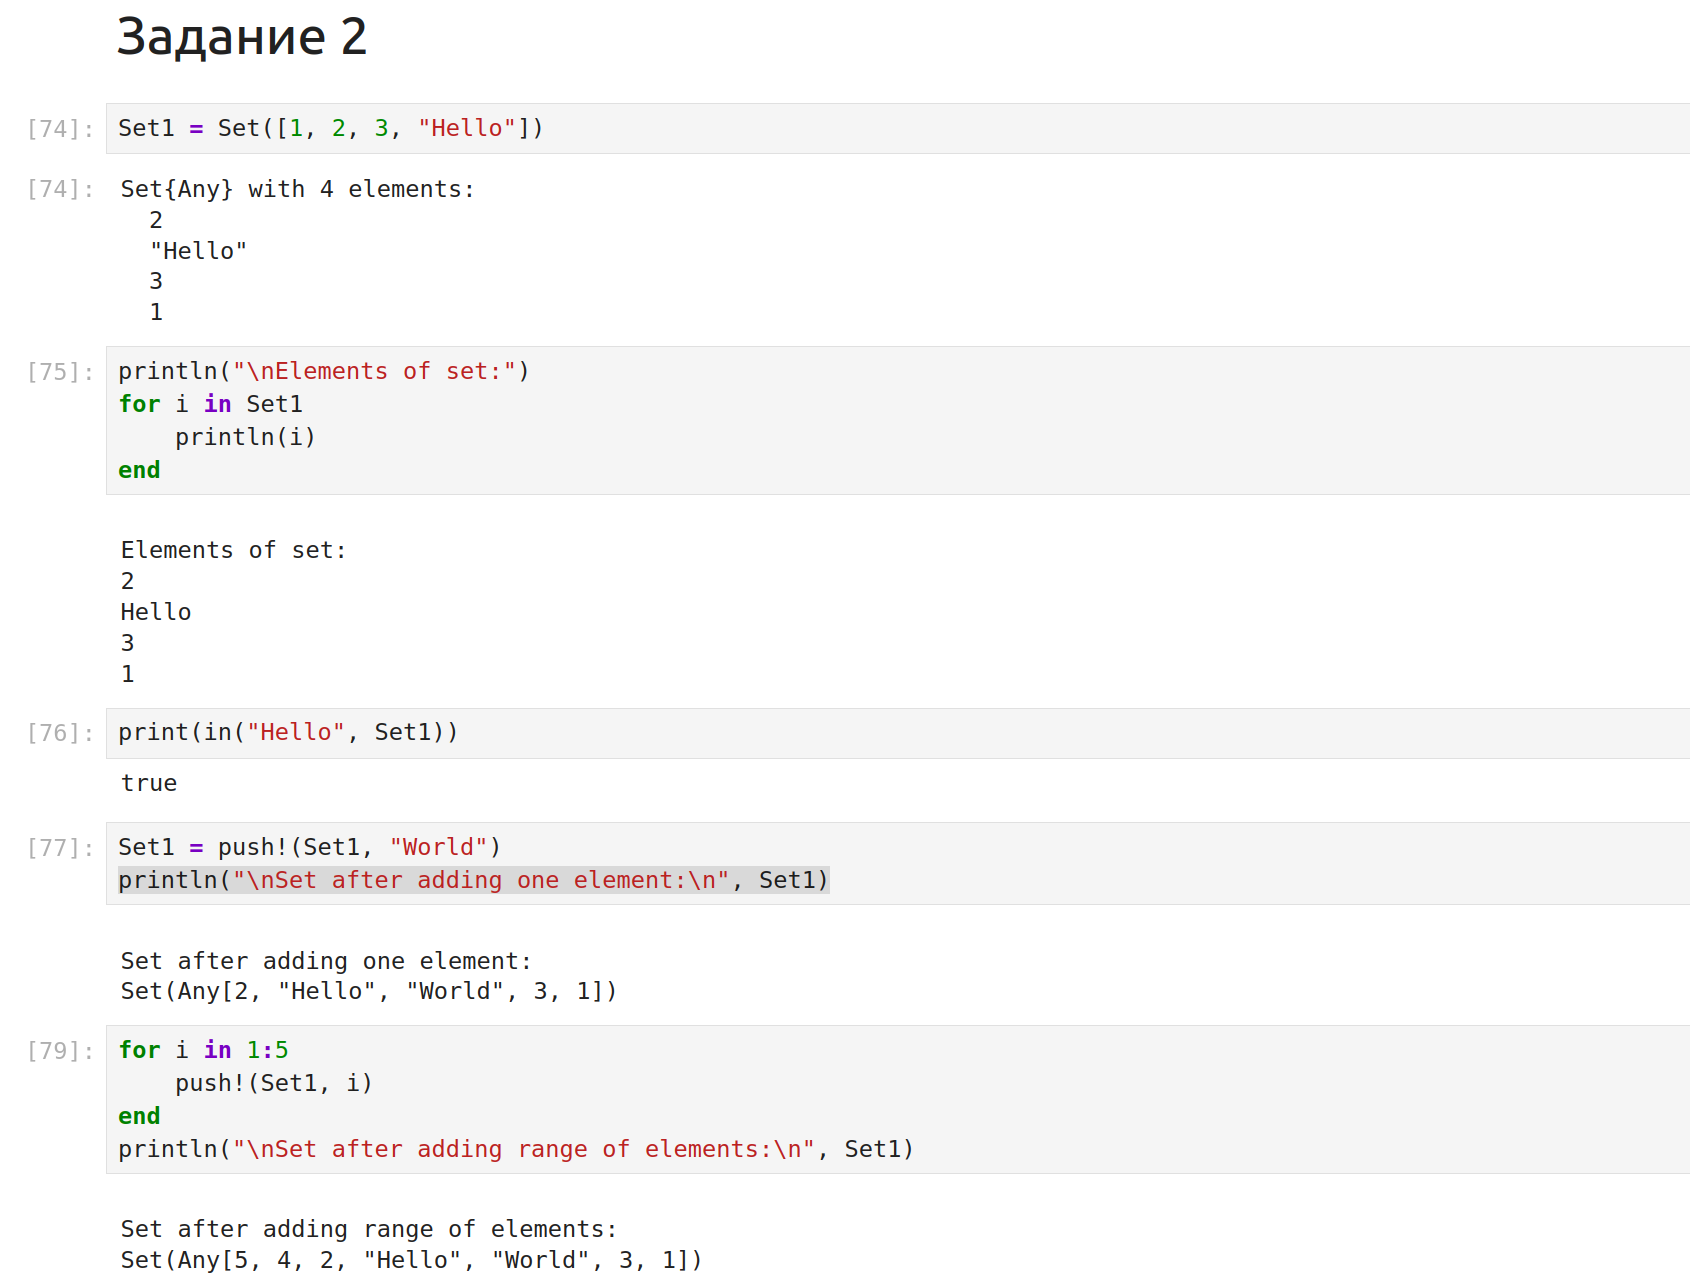 Задание 2
[74]: Set1 = Set([1, 2, 3, "Hello"])
[74]: Set{Any} with 4 elements:
  2
  "Hello"
  3
  1
[75]: println("\nElements of set:")
for i in Set1
    println(i)
end
Elements of set:
2
Hello
3
1
[76]: print(in("Hello", Set1))
true
[77]: Set1 = push!(Set1, "World")
println("\nSet after adding one element:\n", Set1)
Set after adding one element:
Set(Any[2, "Hello", "World", 3, 1])
[79]: for i in 1:5
    push!(Set1, i)
end
println("\nSet after adding range of elements:\n", Set1)
Set after adding range of elements:
Set(Any[5, 4, 2, "Hello", "World", 3, 1])